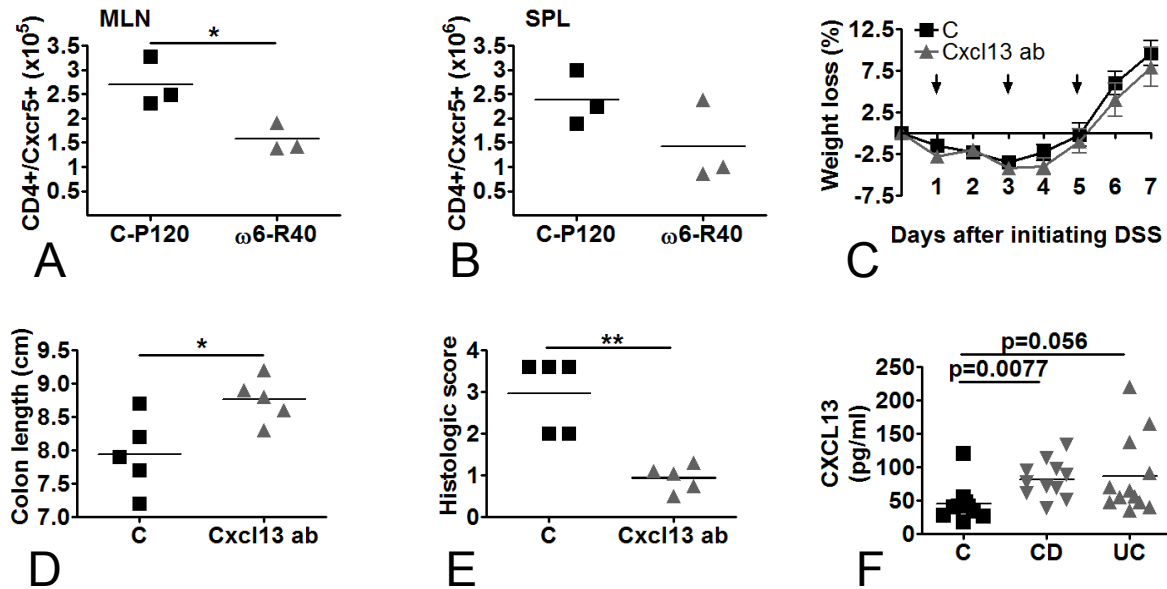 MLN
CD4+/Cxcr5+ (x10⁵)
3.5
3
2.5
2
1.5
1
0.5
*
C-P120
ω6-R40
A
SPL
CD4+/Cxcr5+ (x10⁶)
3.5
3
2.5
2
1.5
1
0.5
C-P120
ω6-R40
B
Weight loss (%)
12.5
7.5
2.5
-2.5
-7.5
C
Cxcl13 ab
1 2 3 4 5 6 7
Days after initiating DSS
C
Colon length (cm)
9.5
9.0
8.5
8.0
7.5
7.0
*
C
Cxcl13 ab
D
Histologic score
4
3
2
1
0
**
C
Cxcl13 ab
E
p=0.056
p=0.0077
CXCL13
(pg/ml)
250
200
150
100
50
0
C
CD
UC
F